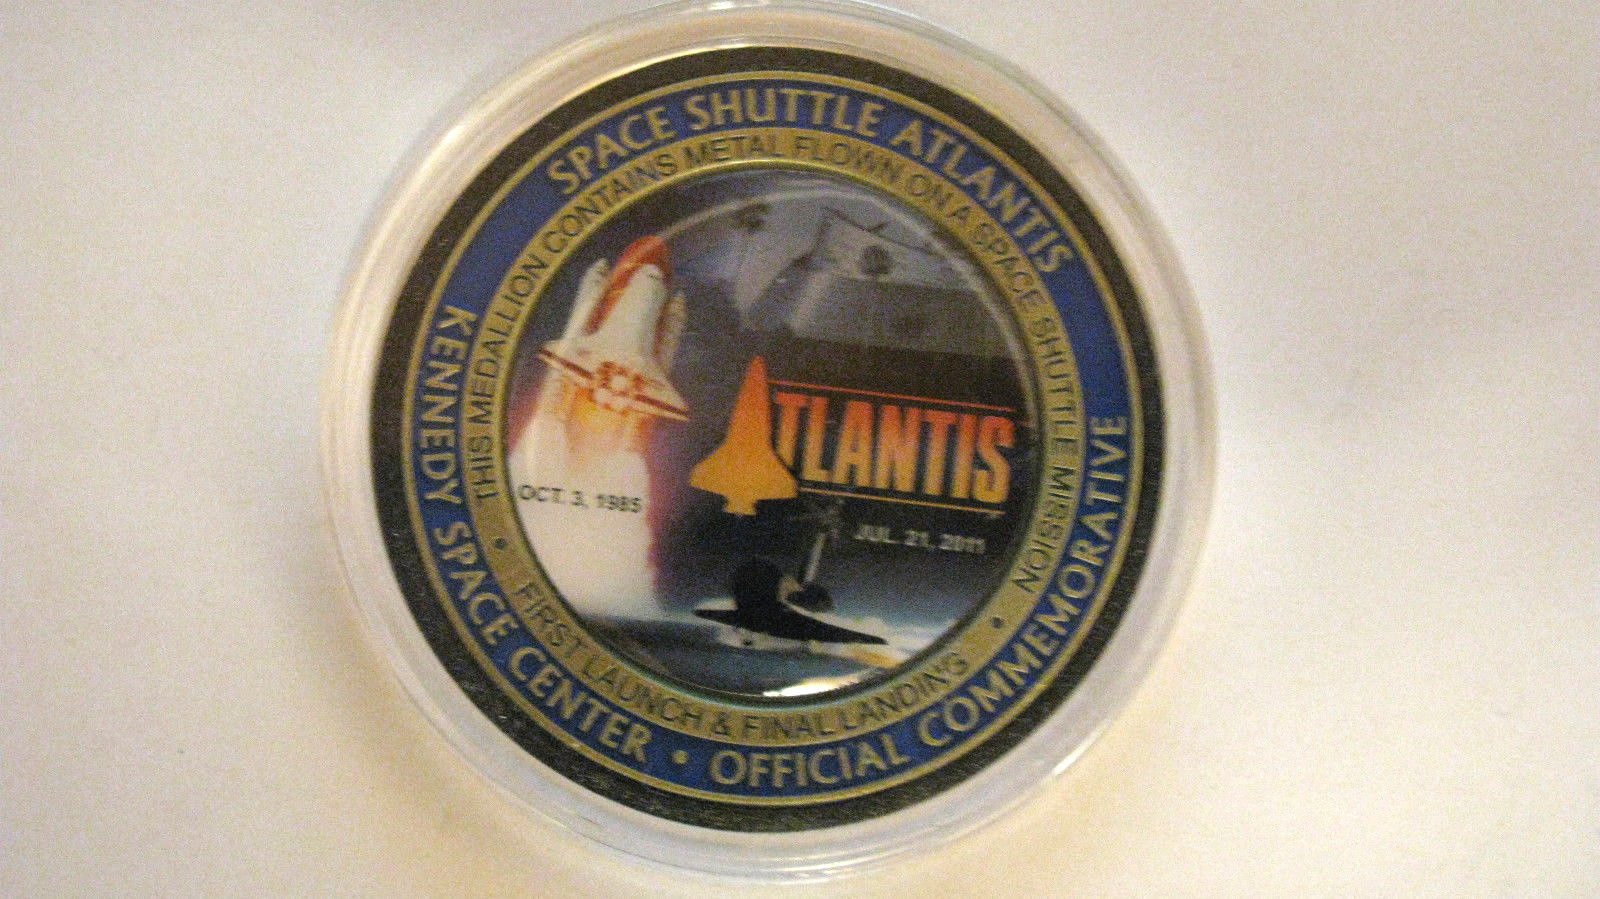 SPACE SHUTTLE ATLANTIS
KENNEDY SPACE CENTER • OFFICIAL COMMEMORATIVE
THIS MEDALLION CONTAINS METAL FLOWN ON A SPACE SHUTTLE MISSION
• FIRST LAUNCH & FINAL LANDING •
ATLANTIS
OCT. 3, 1985
JUL. 21, 2011